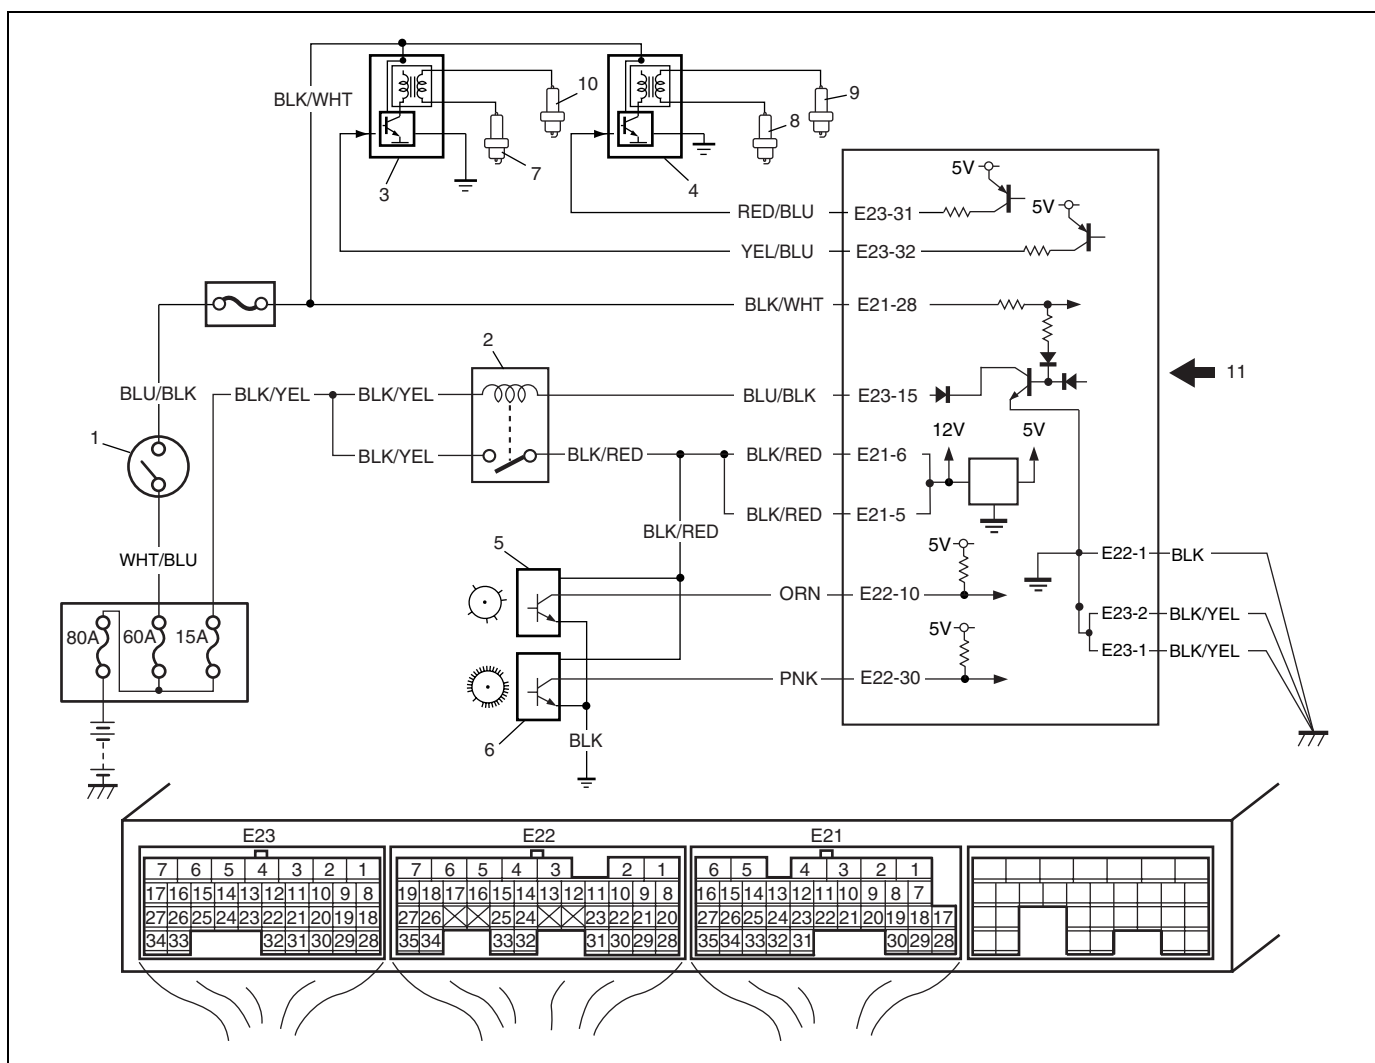 10
9
BLK/WHT
8
7
3
4
5V
RED/BLU
E23-31
5V
YEL/BLU
E23-32
BLK/WHT
E21-28
2
11
BLU/BLK
BLK/YEL
BLK/YEL
BLU/BLK
E23-15
12V
5V
1
BLK/YEL
BLK/RED
BLK/RED
E21-6
BLK/RED
E21-5
BLK/RED
WHT/BLU
5
5V
E22-1
BLK
ORN
E22-10
E23-2
BLK/YEL
80A
60A
15A
5V
E23-1
BLK/YEL
PNK
E22-30
6
BLK
E23
E22
E21
7 6 5 4 3 2 1
17 16 15 14 13 12 11 10 9 8
27 26 25 24 23 22 21 20 19 18
34 33 32 31 30 29 28
7 6 5 4 3 2 1
19 18 17 16 15 14 13 12 11 10 9 8
27 26 25 24 23 22 21 20
35 34 33 32 31 30 29 28
6 5 4 3 2 1
16 15 14 13 12 11 10 9 8 7
27 26 25 24 23 22 21 20 19 18 17
35 34 33 32 31 30 29 28